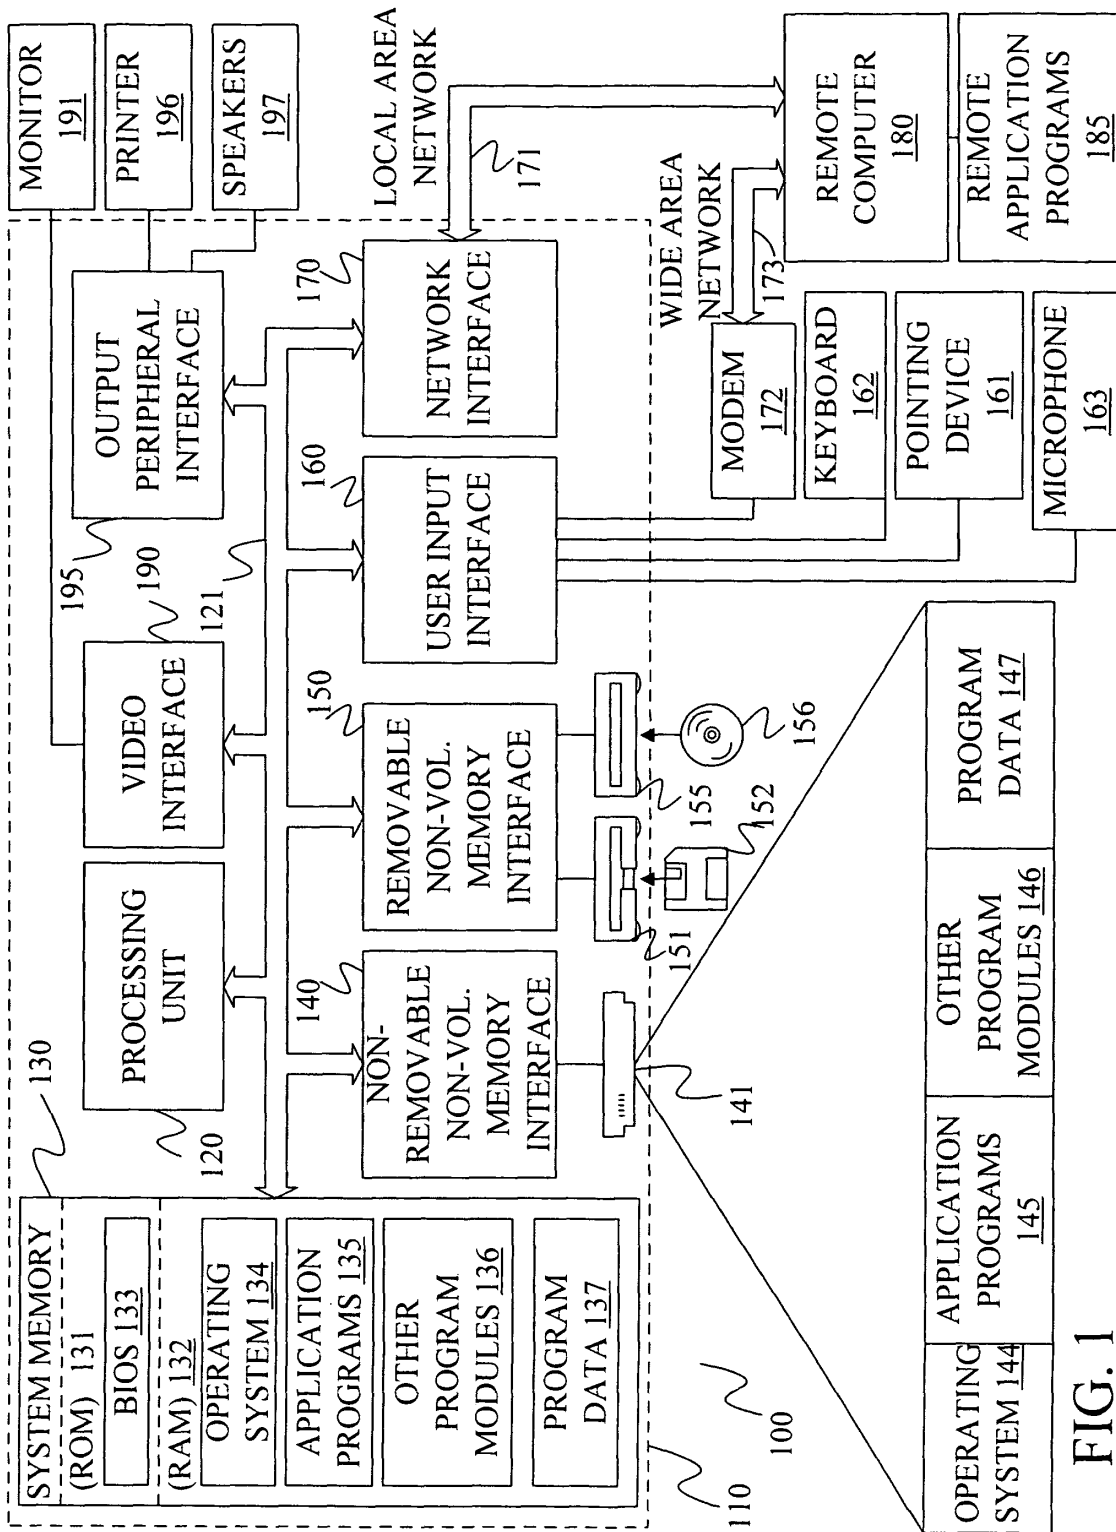 SYSTEM MEMORY
(ROM) 131
BIOS 133
(RAM) 132
OPERATING
SYSTEM 134
APPLICATION
PROGRAMS 135
OTHER
PROGRAM
MODULES 136
PROGRAM
DATA 137
130
120
PROCESSING
UNIT
VIDEO
INTERFACE
190
121
195
OUTPUT
PERIPHERAL
INTERFACE
MONITOR
191
PRINTER
196
SPEAKERS
197
140
NON-
REMOVABLE
NON-VOL.
MEMORY
INTERFACE
150
REMOVABLE
NON-VOL.
MEMORY
INTERFACE
160
USER INPUT
INTERFACE
170
NETWORK
INTERFACE
LOCAL AREA
NETWORK
171
WIDE AREA
NETWORK
173
MODEM
172
KEYBOARD
162
POINTING
DEVICE
161
MICROPHONE
163
REMOTE
COMPUTER
180
REMOTE
APPLICATION
PROGRAMS
185
141
151
152
155
156
110
100
OPERATING
SYSTEM 144
APPLICATION
PROGRAMS
145
OTHER
PROGRAM
MODULES 146
PROGRAM
DATA 147
FIG. 1